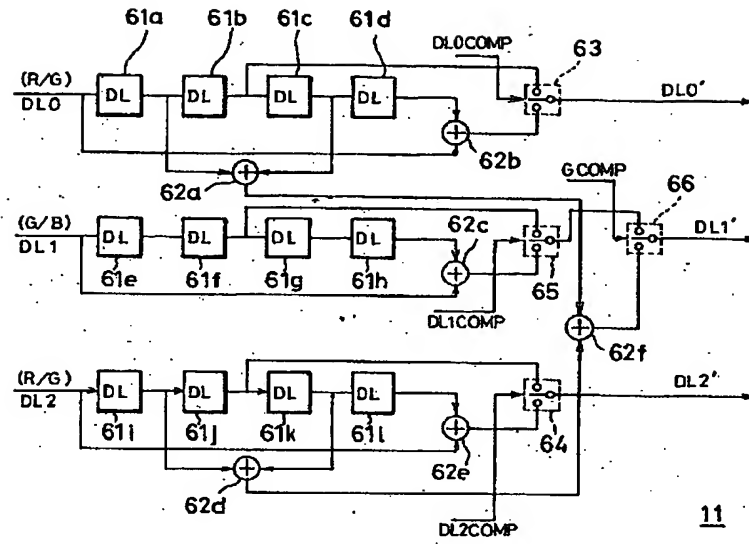 61a 61b 61c 61d
DL0COMP 63
(R/G)
DL0 DL DL DL DL DL0'
62b
62a GCOMP 66
(G/B) 62c
DL1 DL DL DL DL DL1'
61e 61f 61g 61h 65
DL1COMP
62f
(R/G)
DL2 DL DL DL DL DL2'
61i 61j 61k 61l 64
62e
62d
DL2COMP 11